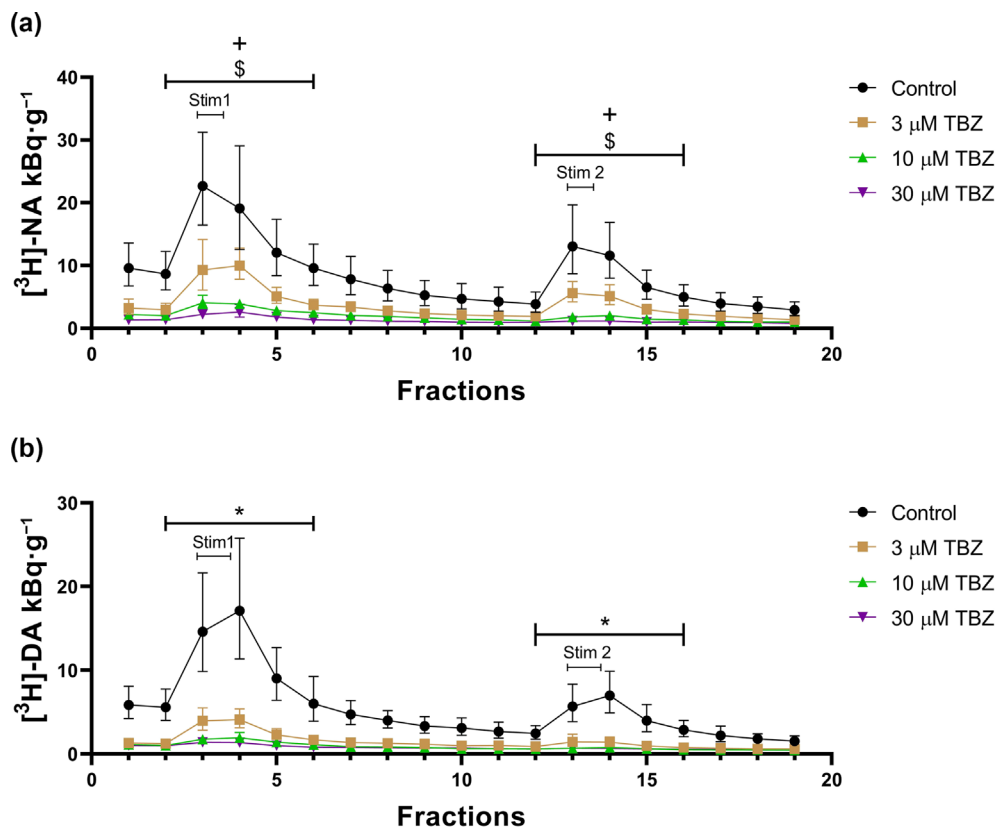 (a)
+
$
Stim1
+
$
Stim 2
40
30
20
10
0
[³H]-NA kBq·g⁻¹
0 5 10 15 20
Fractions
Control
3 μM TBZ
10 μM TBZ
30 μM TBZ
(b)
*
Stim1
*
Stim 2
30
20
10
0
[³H]-DA kBq·g⁻¹
0 5 10 15 20
Fractions
Control
3 μM TBZ
10 μM TBZ
30 μM TBZ